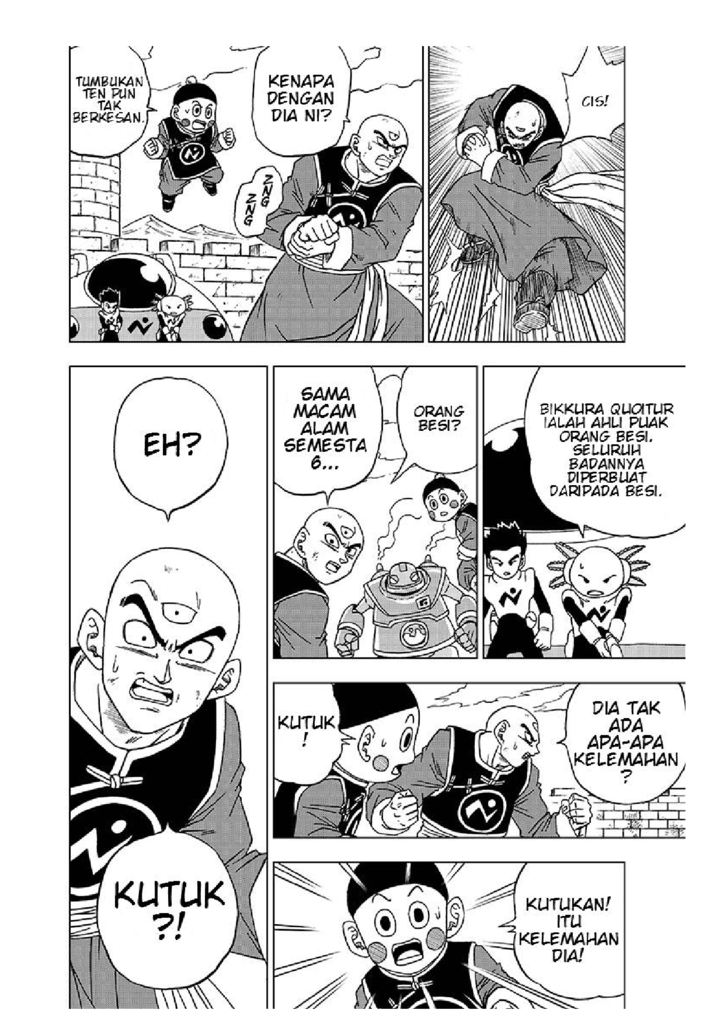 CIS!
KENAPA
DENGAN
DIA NI?
ZNG
ZNG
TUMBUKAN
TEN PUN
TAK
BERKESAN.
BIKKURA QUOITUR
IALAH AHLI PUAK
ORANG BESI.
SELURUH
BADANNYA
DIPERBUAT
DARIPADA BESI.
ORANG
BESI?
SAMA
MACAM
ALAM
SEMESTA
6...
DIA TAK
ADA
APA-APA
KELEMAHAN
?
KUTUK
!
KUTUKAN!
ITU
KELEMAHAN
DIA!
EH?
KUTUK
?!